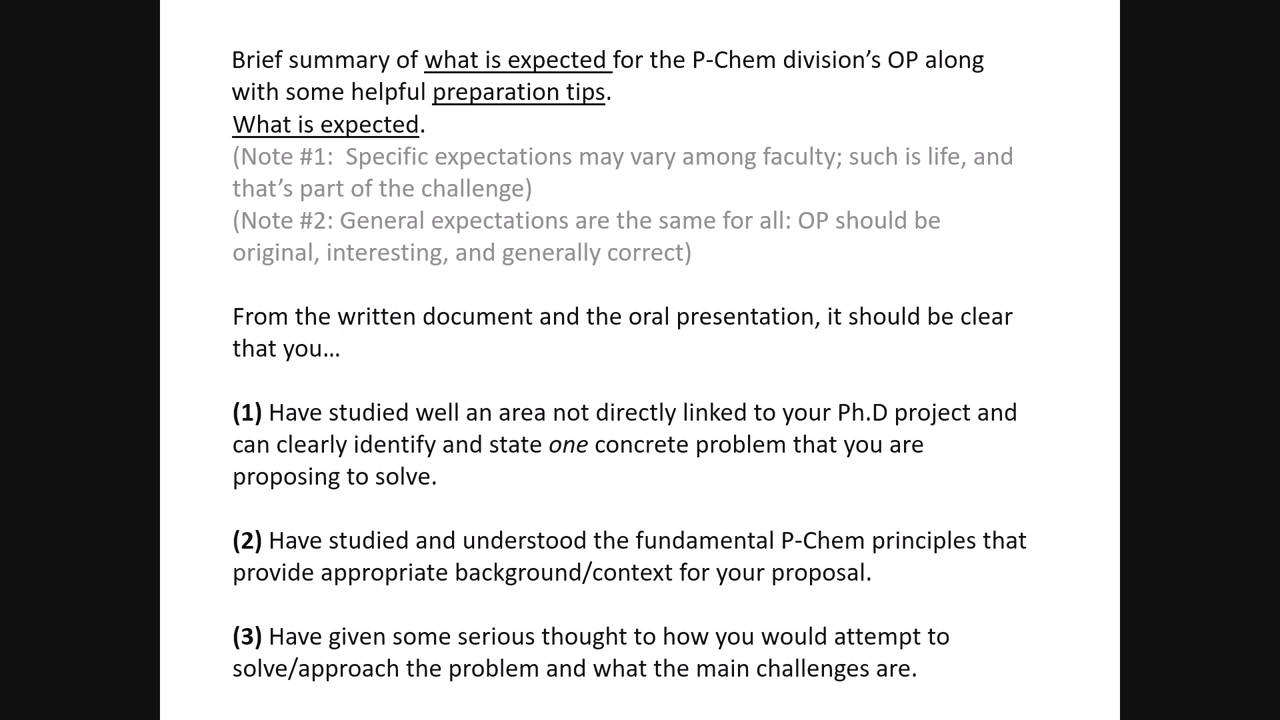 Brief summary of what is expected for the P-Chem division’s OP along
with some helpful preparation tips.
What is expected.
(Note #1:  Specific expectations may vary among faculty; such is life, and
that’s part of the challenge)
(Note #2: General expectations are the same for all: OP should be
original, interesting, and generally correct)
From the written document and the oral presentation, it should be clear
that you…
(1) Have studied well an area not directly linked to your Ph.D project and
can clearly identify and state one concrete problem that you are
proposing to solve.
(2) Have studied and understood the fundamental P-Chem principles that
provide appropriate background/context for your proposal.
(3) Have given some serious thought to how you would attempt to
solve/approach the problem and what the main challenges are.